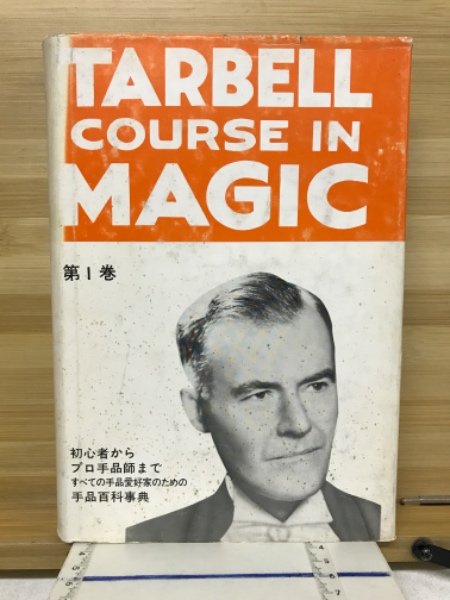 TARBELL
COURSE IN
MAGIC
第1巻
初心者から
プロ手品師まで
すべての手品愛好家のための
手品百科事典